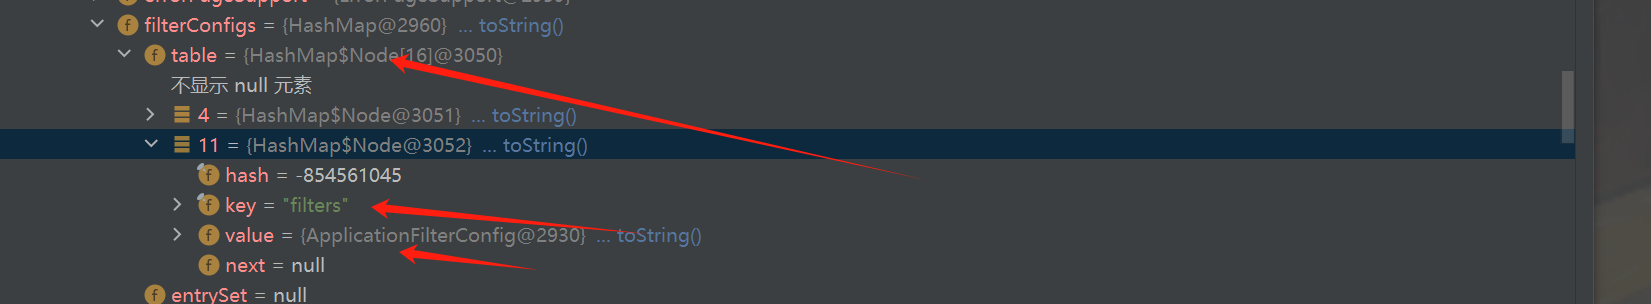 filterConfigs = {HashMap@2960} ... toString()
table = {HashMap$Node[16]@3050}
不显示 null 元素
4 = {HashMap$Node@3051} ... toString()
11 = {HashMap$Node@3052} ... toString()
hash = -854561045
key = "filters"
value = {ApplicationFilterConfig@2930} ... toString()
next = null
entrySet = null